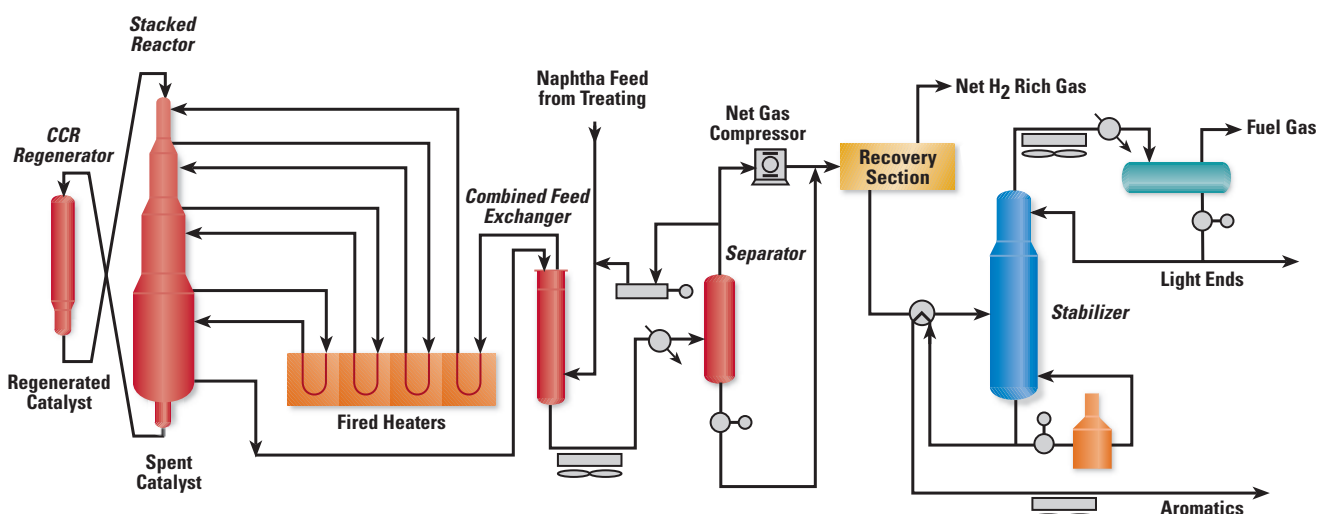 Stacked
Reactor
CCR
Regenerator
Regenerated
Catalyst
Spent
Catalyst
Fired Heaters
Naphtha Feed
from Treating
Combined Feed
Exchanger
Net Gas
Compressor
Separator
Recovery
Section
Net H₂ Rich Gas
Fuel Gas
Light Ends
Stabilizer
Aromatics